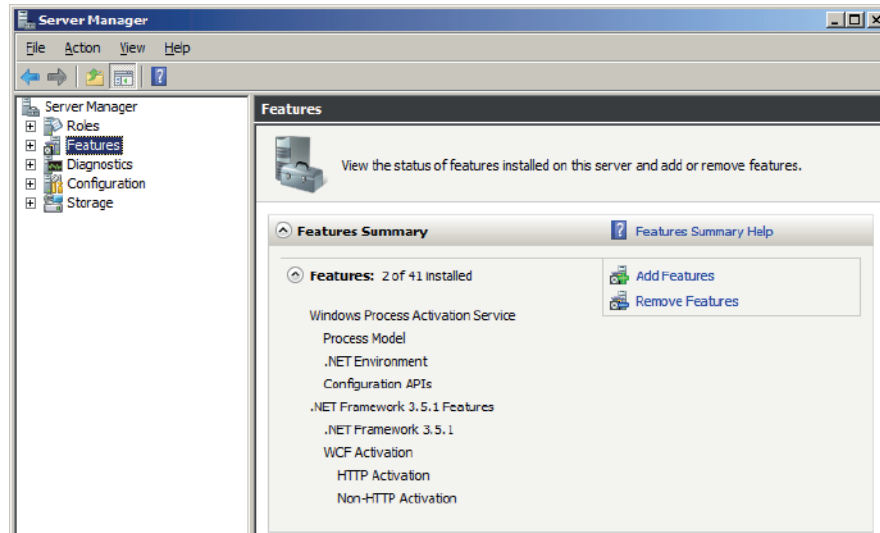 Server Manager
File Action View Help
Server Manager
Roles
Features
Diagnostics
Configuration
Storage
Features
View the status of features installed on this server and add or remove features.
Features Summary
Features Summary Help
Features: 2 of 41 installed
Add Features
Remove Features
Windows Process Activation Service
Process Model
.NET Environment
Configuration APIs
.NET Framework 3.5.1 Features
.NET Framework 3.5.1
WCF Activation
HTTP Activation
Non-HTTP Activation